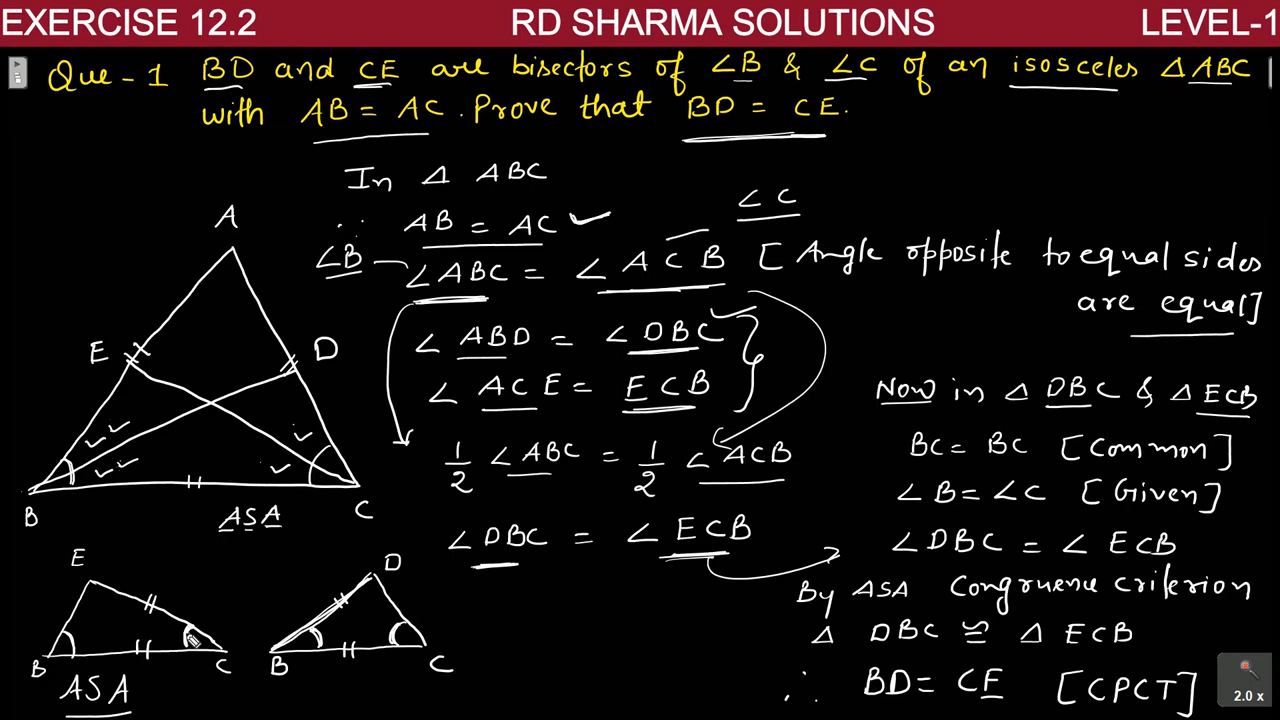 EXERCISE 12.2 RD SHARMA SOLUTIONS LEVEL-1
Que-1 BD and CE are bisectors of ∠B & ∠C of an isosceles △ABC
with AB = AC. Prove that BD = CE.
In △ ABC
∠C
∵ AB = AC ✓
∠B
∠ABC = ∠ACB [Angle opposite to equal sides
are equal]
∠ABD = ∠DBC
∠ACE = ECB
1/2 ∠ABC = 1/2 ∠ACB
∠DBC = ∠ECB
A
E
D
B
C
ASA
E
B
C
D
B
C
ASA
Now in △ DBC & △ ECB
BC = BC [Common]
∠B = ∠C [Given]
∠DBC = ∠ECB
By ASA Congruence criterion
△ DBC ≅ △ ECB
∴ BD = CE [CPCT]
2.0 x